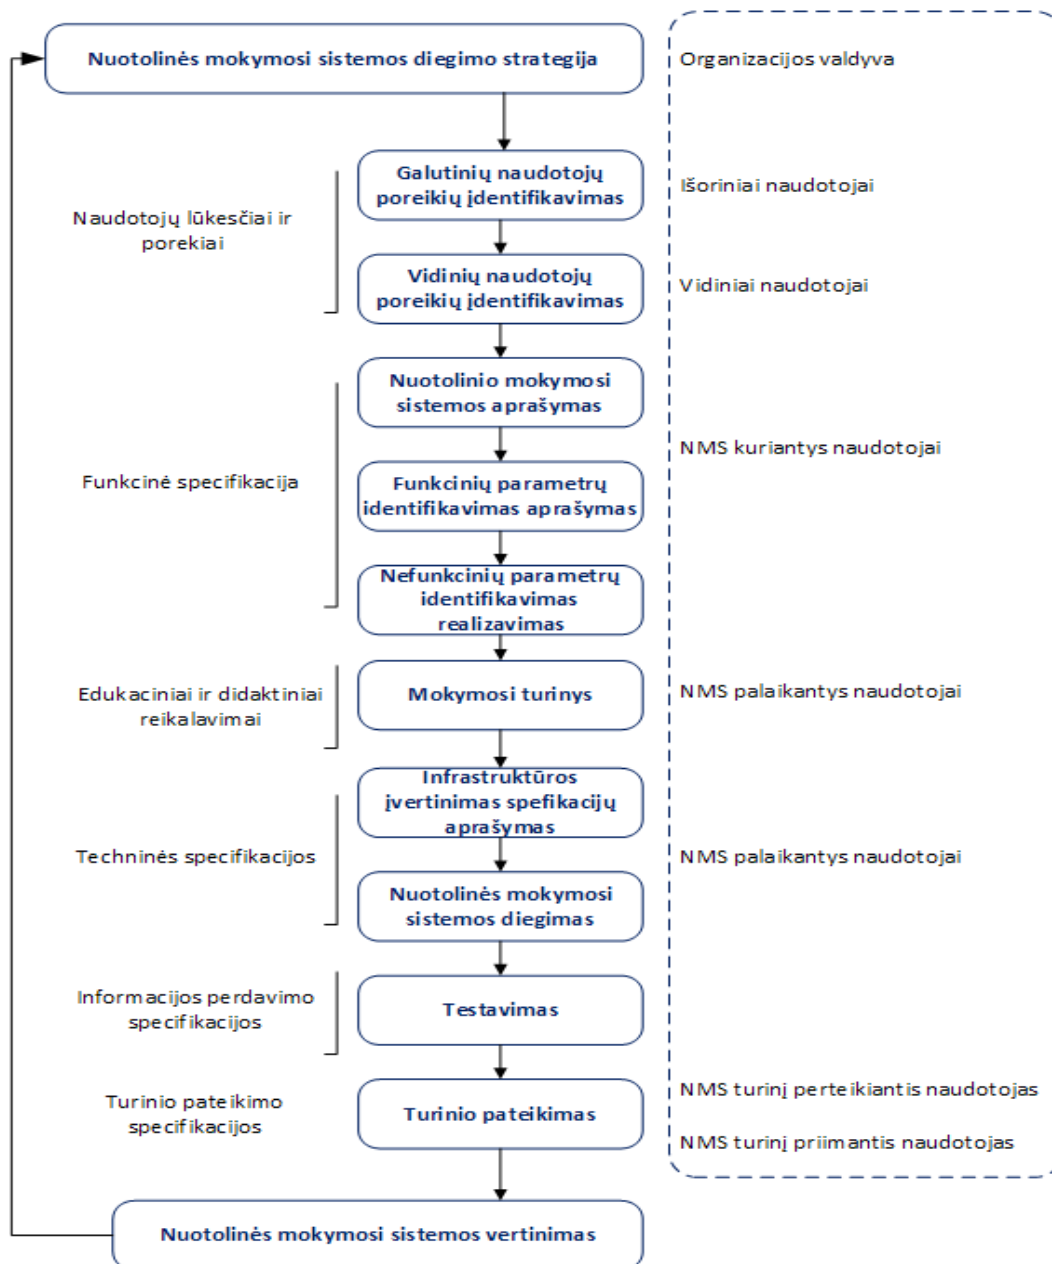 Nuotolinės mokymosi sistemos diegimo strategija
Organizacijos valdyva
Galutinių naudotojų
poreikių įdentifikavimas
Išoriniai naudotojai
Naudotojų lūkesčiai ir
porekiai
Vidinių naudotojų
poreikių įdentifikavimas
Vidiniai naudotojai
Nuotolinio mokymosi
sistemos aprašymas
NMS kuriantys naudotojai
Funkcinė specifikacija
Funkcinių parametrų
identifikavimas aprašymas
Nefunkcinių parametrų
identifikavimas
realizavimas
Edukaciniai ir didaktiniai
reikalavimai
Mokymosi turinys
NMS palaikantys naudotojai
Infrastruktūros
įvertinimas spefikacijų
aprašymas
Techninės specifikacijos
NMS palaikantys naudotojai
Nuotolinės mokymosi
sistemos diegimas
Informacijos perdavimo
specifikacijos
Testavimas
Turinio pateikimo
specifikacijos
Turinio pateikimas
NMS turinį perteikiantis naudotojas
NMS turinį priimantis naudotojas
Nuotolinės mokymosi sistemos vertinimas